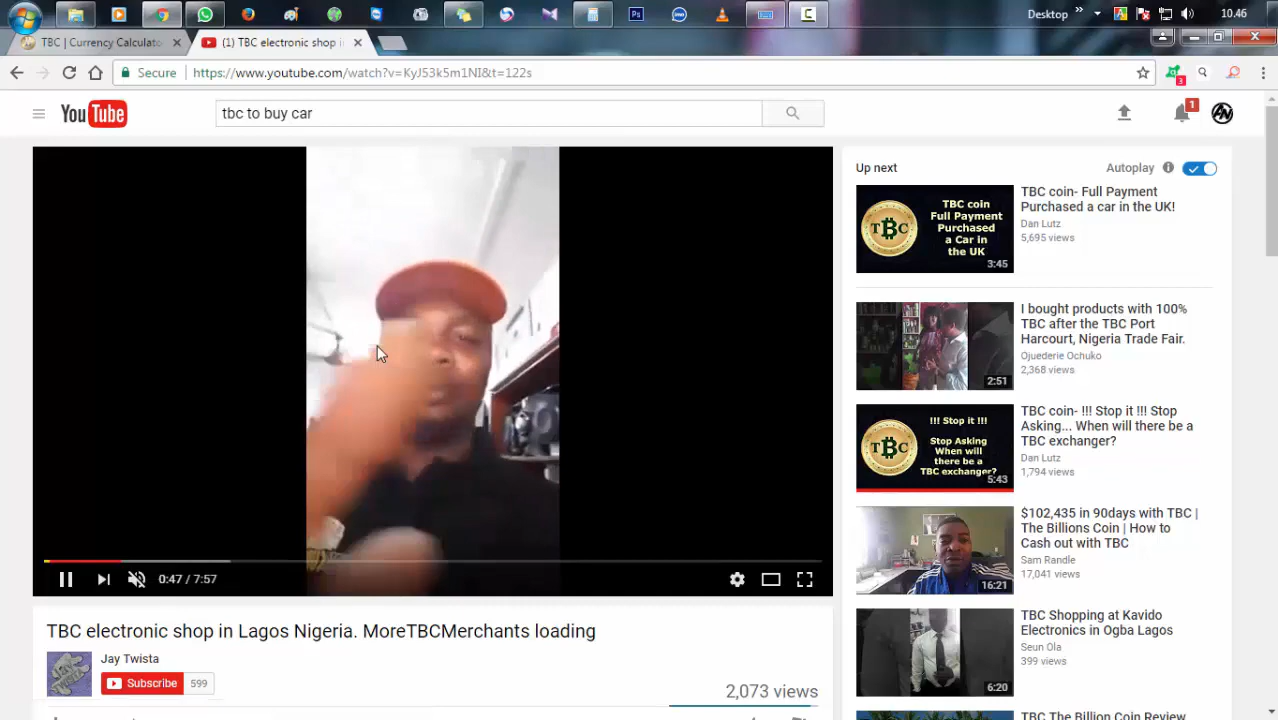 Desktop » 10.46
TBC | Currency Calculato
(1) TBC electronic shop i
Secure https://www.youtube.com/watch?v=KyJ53k5m1NI&t=122s
3
YouTube tbc to buy car 1
Up next Autoplay
TBC coin
Full Payment
Purchased
a Car in
the UK
3:45
TBC coin- Full Payment
Purchased a car in the UK!
Dan Lutz
5,695 views
2:51
I bought products with 100%
TBC after the TBC Port
Harcourt, Nigeria Trade Fair.
Ojuederie Ochuko
2,368 views
!!! Stop it !!!
Stop Asking
When will
there be a
TBC exchanger?
5:43
TBC coin- !!! Stop it !!! Stop
Asking... When will there be a
TBC exchanger?
Dan Lutz
1,794 views
16:21
$102,435 in 90days with TBC |
The Billions Coin | How to
Cash out with TBC
Sam Randle
17,041 views
6:20
TBC Shopping at Kavido
Electronics in Ogba Lagos
Seun Ola
399 views
TBC The Billion Coin Review
0:47 / 7:57
TBC electronic shop in Lagos Nigeria. MoreTBCMerchants loading
Jay Twista
Subscribe 599
2,073 views